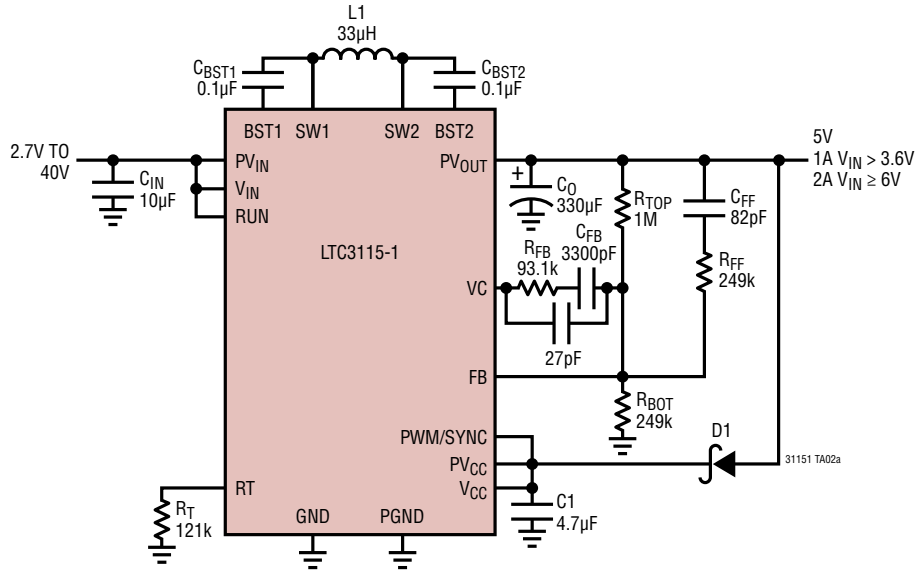 L1
33µH
CBST1
0.1µF
CBST2
0.1µF
BST1 SW1 SW2 BST2
2.7V TO
40V
CIN
10µF
PVIN
VIN
RUN
LTC3115-1
PVOUT
5V
1A VIN > 3.6V
2A VIN ≥ 6V
+
CO
330µF
RTOP
1M
CFF
82pF
RFF
249k
RFB
93.1k
CFB
3300pF
VC
27pF
FB
RBOT
249k
PWM/SYNC
PVCC
VCC
D1
31151 TA02a
C1
4.7µF
RT
RT
121k
GND PGND